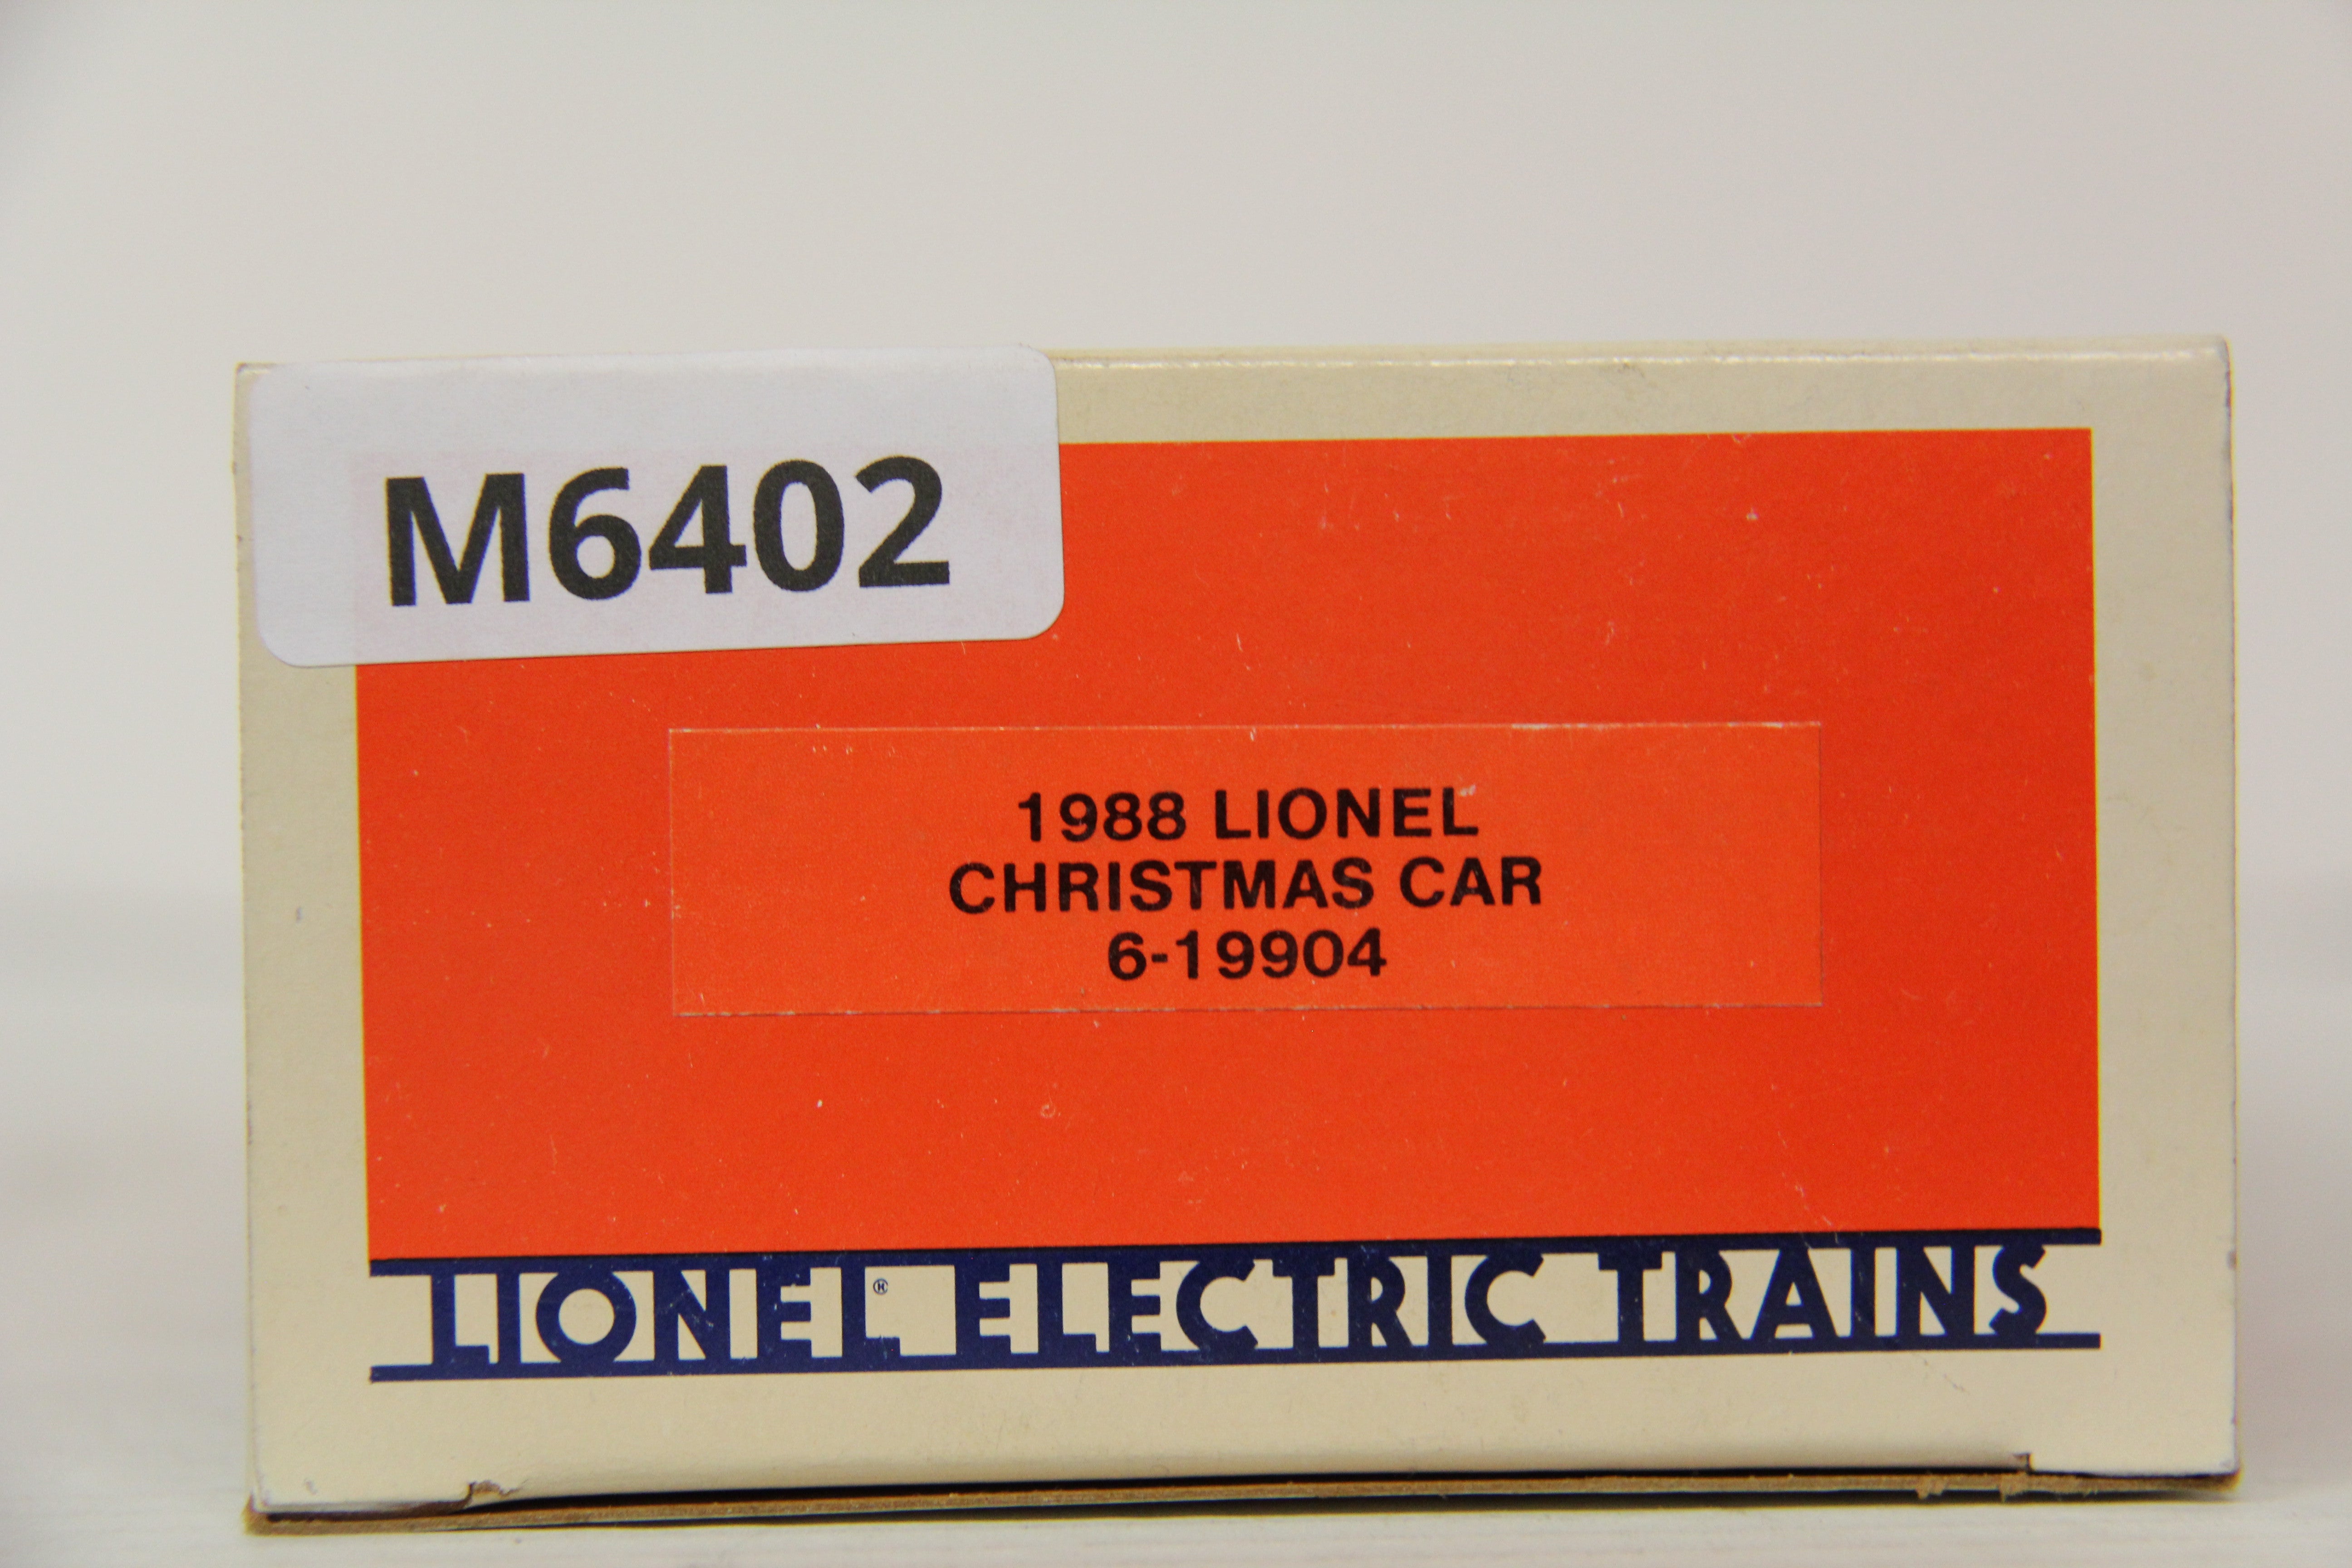 M6402
1988 LIONEL
CHRISTMAS CAR
6-19904
LIONEL® ELECTRIC TRAINS